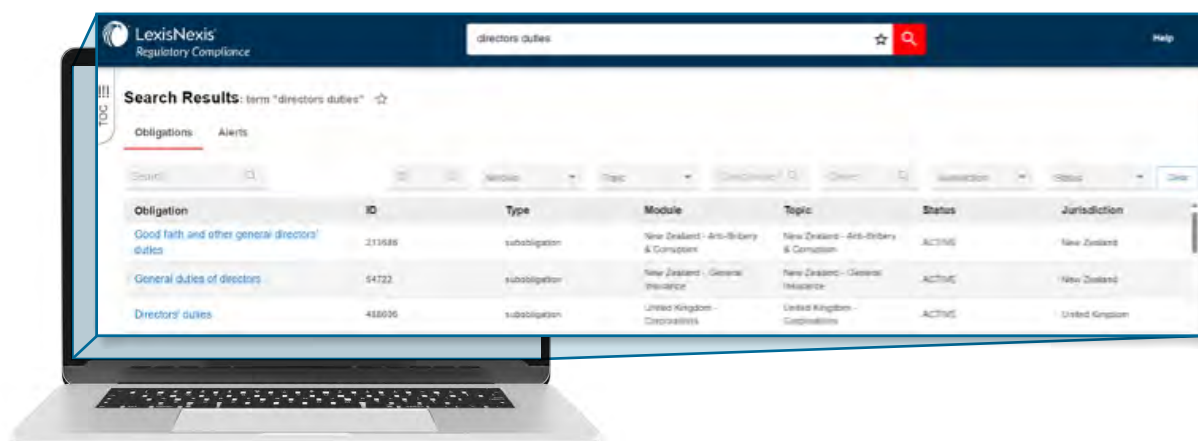 LexisNexis®
Regulatory Compliance
directors duties
Help
TOC
Search Results: term "directors duties"
Obligations Alerts
Search ID Module Topic Owner Jurisdiction Status Clear
Obligation ID Type Module Topic Status Jurisdiction
Good faith and other general directors' duties
subobligation
New Zealand - Anti-Bribery & Corruption
New Zealand - Anti-Bribery & Corruption
ACTIVE
New Zealand
General duties of directors
54722
subobligation
New Zealand - General Insurance
New Zealand - General Insurance
ACTIVE
New Zealand
Directors' duties
subobligation
United Kingdom - Corporations
United Kingdom - Corporations
ACTIVE
United Kingdom